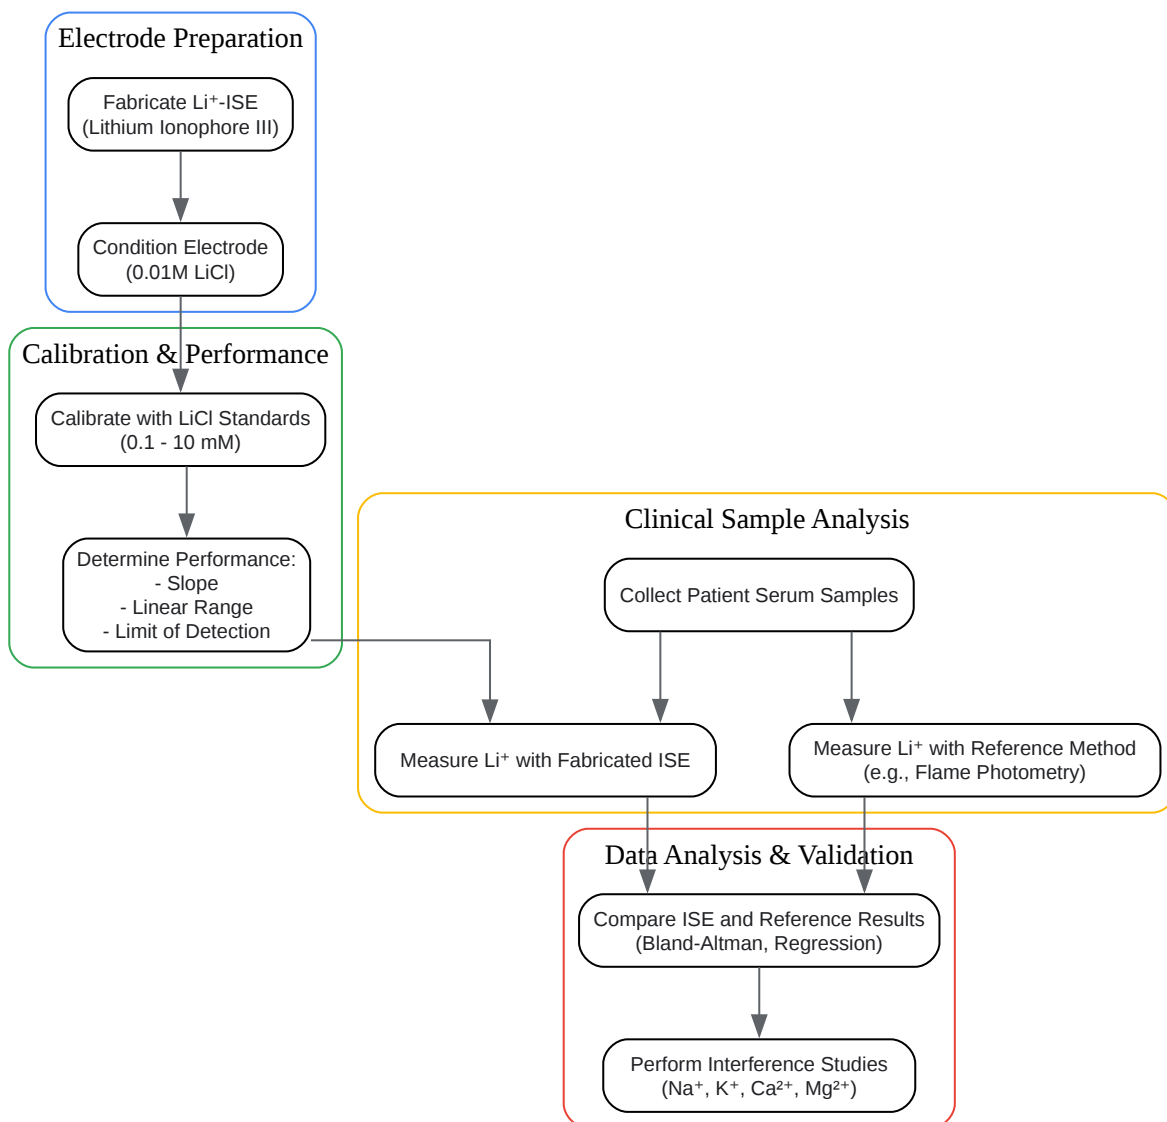 Electrode Preparation
Fabricate Li⁺-ISE
(Lithium Ionophore III)
Condition Electrode
(0.01M LiCl)
Calibration & Performance
Calibrate with LiCl Standards
(0.1 - 10 mM)
Determine Performance:
- Slope
- Linear Range
- Limit of Detection
Clinical Sample Analysis
Collect Patient Serum Samples
Measure Li⁺ with Fabricated ISE
Measure Li⁺ with Reference Method
(e.g., Flame Photometry)
Data Analysis & Validation
Compare ISE and Reference Results
(Bland-Altman, Regression)
Perform Interference Studies
(Na⁺, K⁺, Ca²⁺, Mg²⁺)